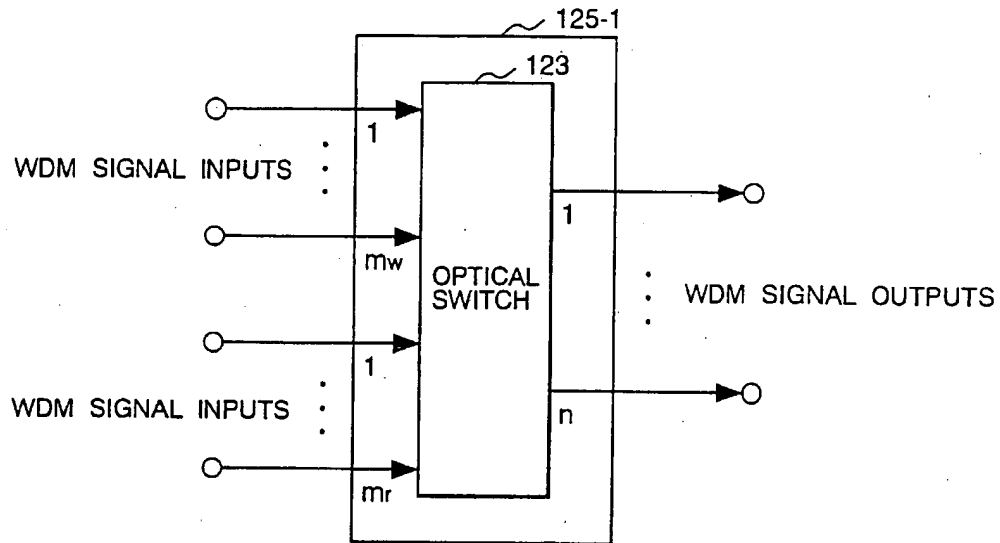 125-1
123
1
WDM SIGNAL INPUTS
mw
1
OPTICAL
SWITCH
WDM SIGNAL OUTPUTS
1
WDM SIGNAL INPUTS
n
mr